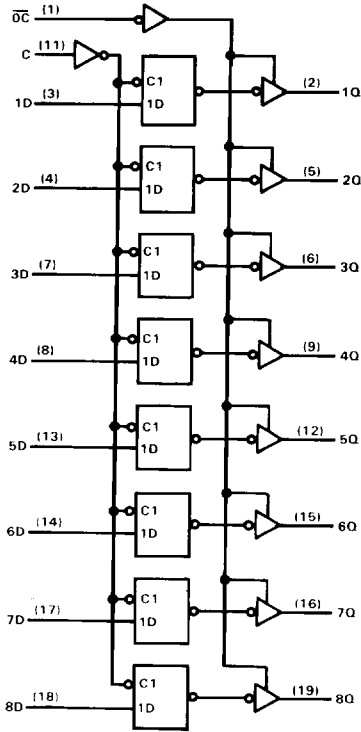 OC (1)
C (11)
C1 (2)
1D (3) 1D 1Q
C1 (5)
2D (4) 1D 2Q
C1 (6)
3D (7) 1D 3Q
C1 (9)
4D (8) 1D 4Q
C1 (12)
5D (13) 1D 5Q
C1 (15)
6D (14) 1D 6Q
C1 (16)
7D (17) 1D 7Q
C1 (19)
8D (18) 1D 8Q